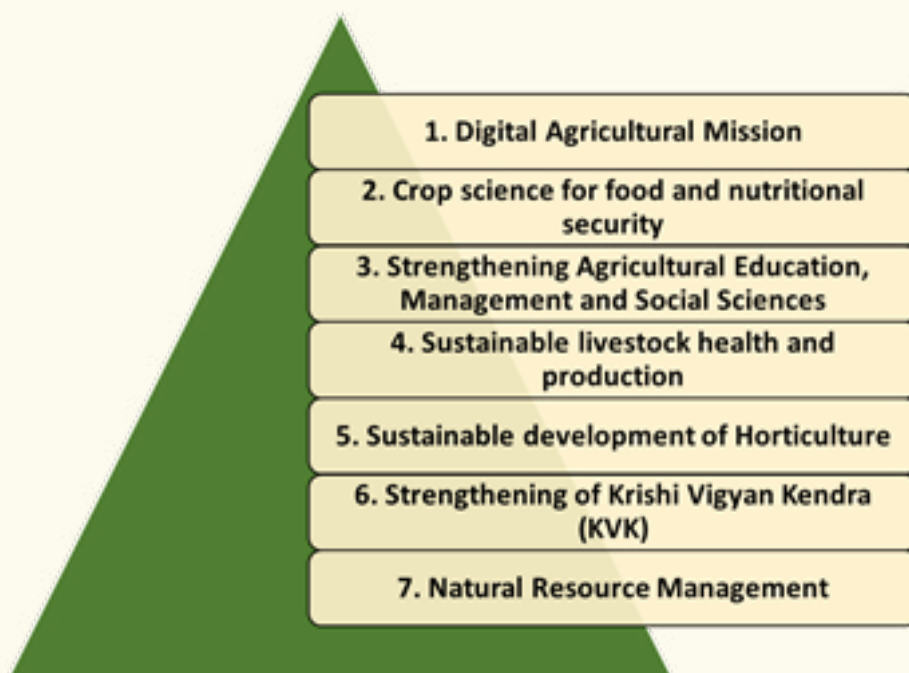 1. Digital Agricultural Mission
2. Crop science for food and nutritional
security
3. Strengthening Agricultural Education,
Management and Social Sciences
4. Sustainable livestock health and
production
5. Sustainable development of Horticulture
6. Strengthening of Krishi Vigyan Kendra
(KVK)
7. Natural Resource Management